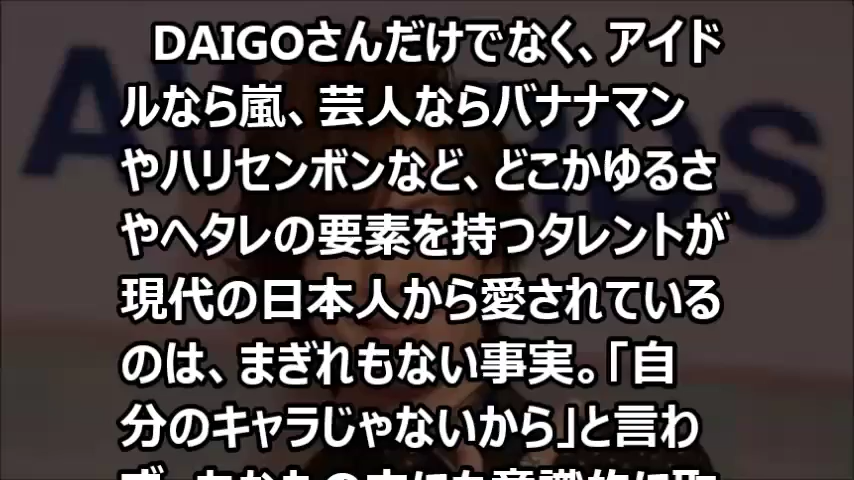 DAIGOさんだけでなく、アイド
ルなら嵐、芸人ならバナナマン
やハリセンボンなど、どこかゆるさ
やヘタレの要素を持つタレントが
現代の日本人から愛されている
のは、まぎれもない事実。「自
分のキャラじゃないから」と言わ